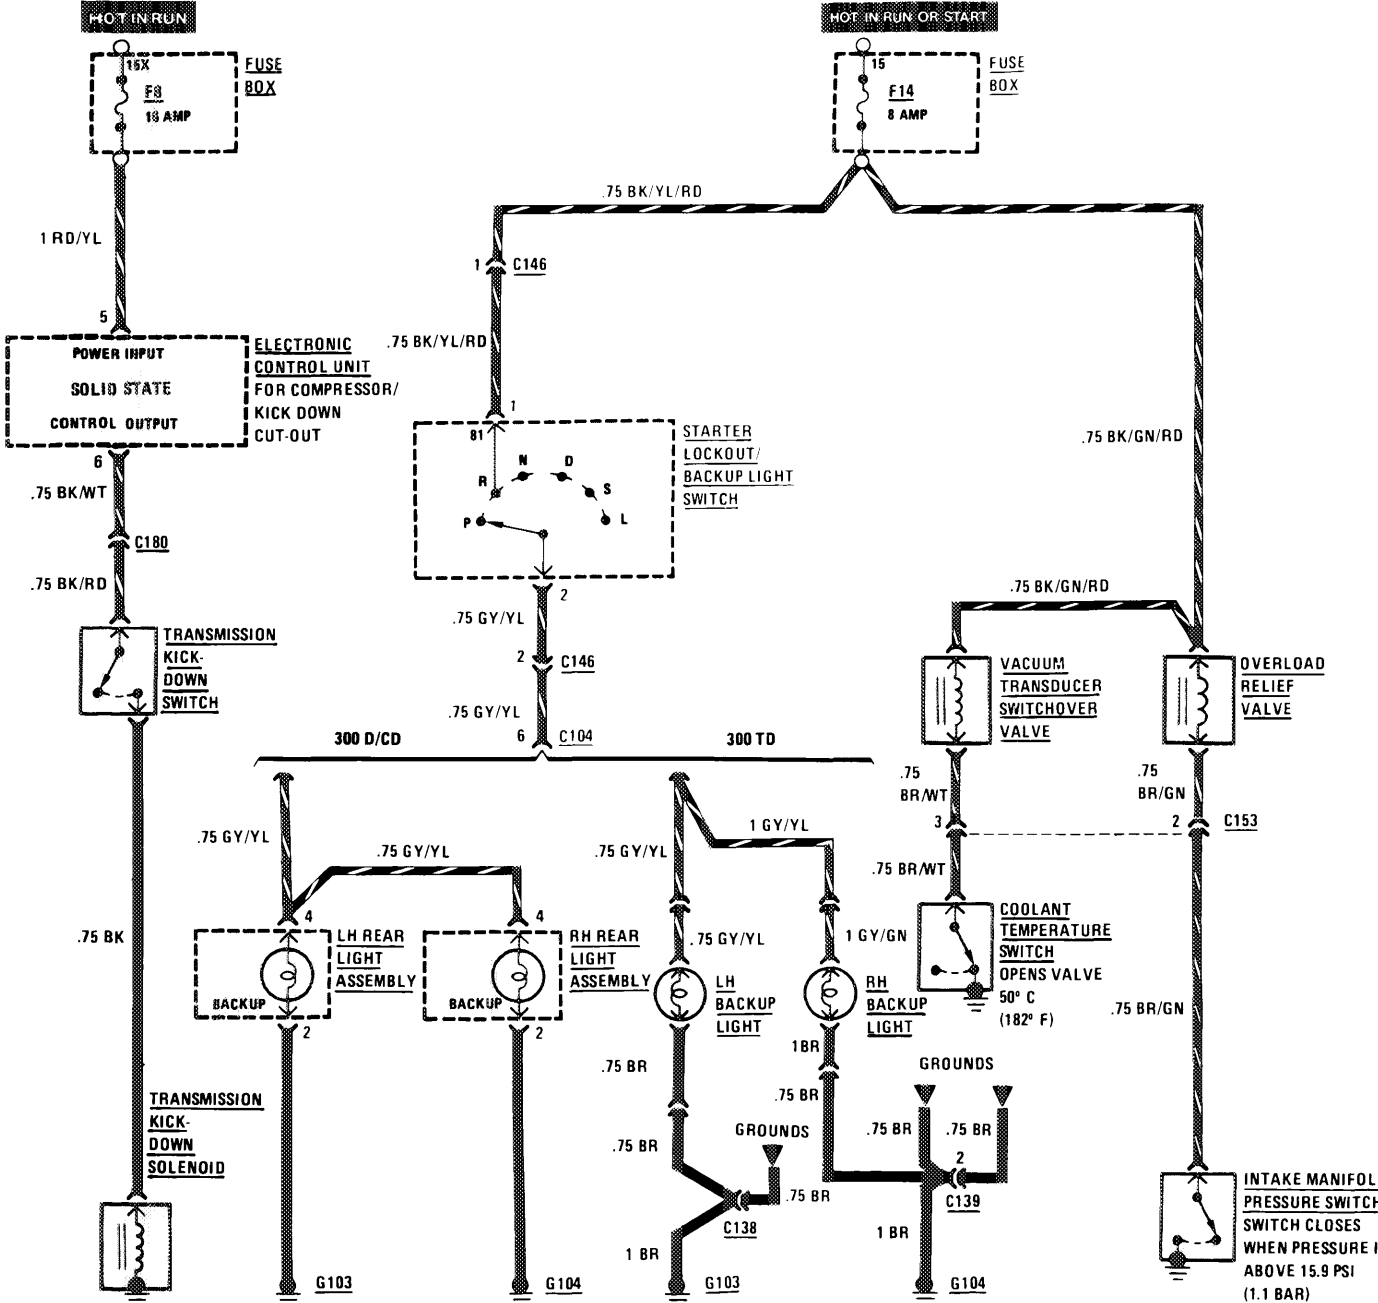 HOT IN RUN
15X
F8
16 AMP
FUSE
BOX
1 RD/YL
5
POWER INPUT
SOLID STATE
CONTROL OUTPUT
ELECTRONIC
CONTROL UNIT
FOR COMPRESSOR/
KICK DOWN
CUT-OUT
6
.75 BK/WT
C180
.75 BK/RD
TRANSMISSION
KICK-
DOWN
SWITCH
.75 BK
TRANSMISSION
KICK-
DOWN
SOLENOID
HOT IN RUN OR START
15
F14
8 AMP
FUSE
BOX
.75 BK/YL/RD
1
C146
.75 BK/YL/RD
1
81
P
R
N
D
S
L
STARTER
LOCKOUT/
BACKUP LIGHT
SWITCH
2
.75 GY/YL
2
C146
.75 GY/YL
6
C104
300 D/CD
300 TD
.75 GY/YL
.75 GY/YL
4
LH REAR
LIGHT
ASSEMBLY
BACKUP
2
G103
4
RH REAR
LIGHT
ASSEMBLY
BACKUP
2
G104
.75 GY/YL
1 GY/YL
.75 GY/YL
1 GY/GN
LH
BACKUP
LIGHT
RH
BACKUP
LIGHT
.75 BR
.75 BR
GROUNDS
.75 BR
C138
1 BR
G103
1BR
.75 BR
GROUNDS
.75 BR
.75 BR
2
C139
1 BR
G104
.75 BK/GN/RD
.75 BK/GN/RD
VACUUM
TRANSDUCER
SWITCHOVER
VALVE
OVERLOAD
RELIEF
VALVE
.75
BR/WT
3
.75
BR/GN
2
C153
.75 BR/WT
COOLANT
TEMPERATURE
SWITCH
OPENS VALVE
50° C
(182° F)
.75 BR/GN
INTAKE MANIFOL
PRESSURE SWITCH
SWITCH CLOSES
WHEN PRESSURE I
ABOVE 15.9 PSI
(1.1 BAR)